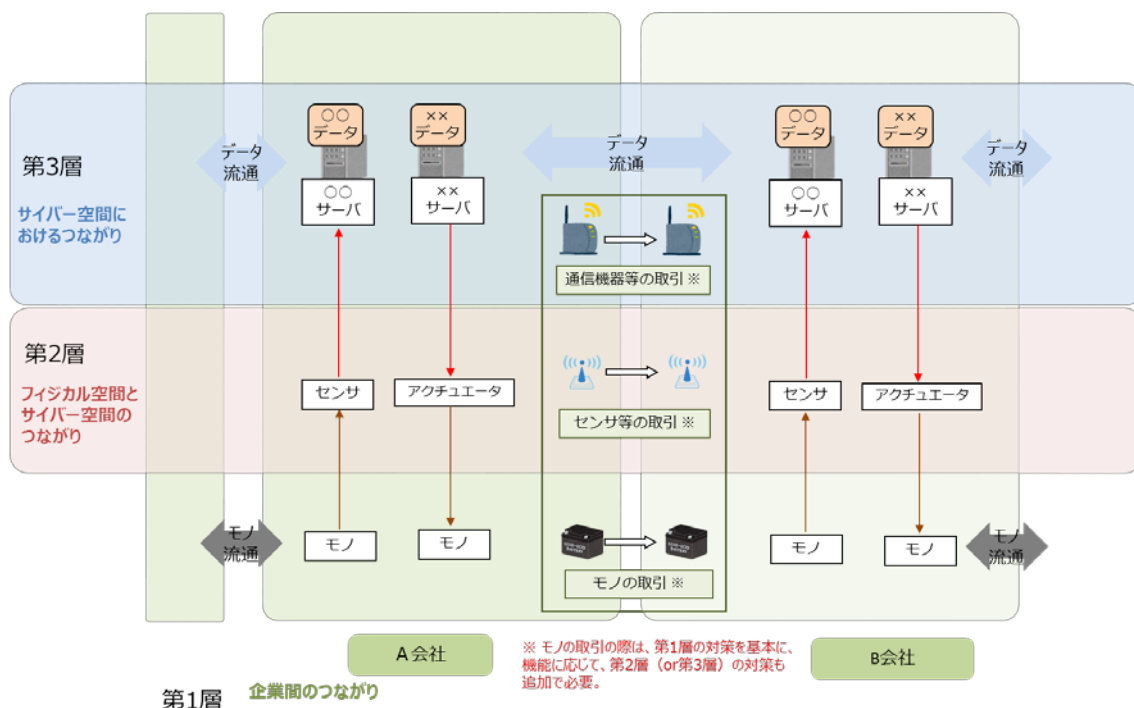 第3層
サイバー空間に
おけるつながり
データ
流通
○○
データ
○○
サーバ
××
データ
××
サーバ
データ
流通
通信機器等の取引 ※
○○
データ
○○
サーバ
××
データ
××
サーバ
データ
流通
第2層
フィジカル空間と
サイバー空間の
つながり
センサ
アクチュエータ
センサ等の取引 ※
センサ
アクチュエータ
モノ
流通
モノ
モノ
モノの取引 ※
モノ
モノ
モノ
流通
A会社
※ モノの取引の際は、第1層の対策を基本に、
機能に応じて、第2層（or第3層）の対策も
追加で必要。
B会社
第1層
企業間のつながり